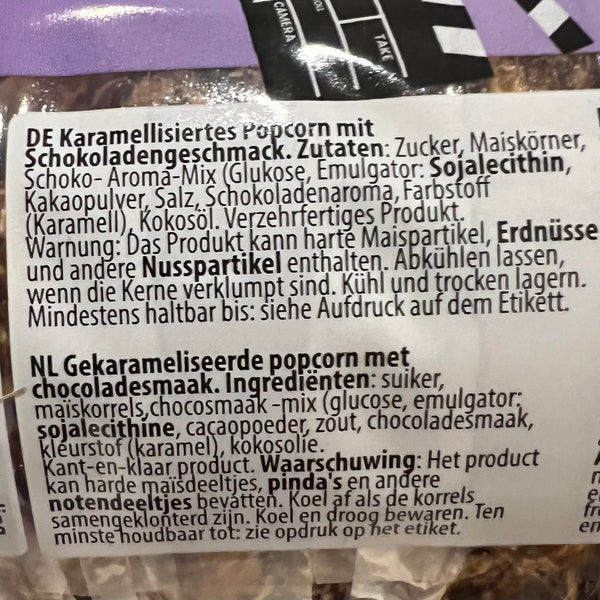 CAMERA
TAKE
DE Karamellisiertes Popcorn mit
Schokoladengeschmack. Zutaten: Zucker, Maiskörner,
Schoko- Aroma-Mix (Glukose, Emulgator: Sojalecithin,
Kakaopulver, Salz, Schokoladenaroma, Farbstoff
(Karamell), Kokosöl. Verzehrfertiges Produkt.
Warnung: Das Produkt kann harte Maispartikel, Erdnüsse
und andere Nusspartikel enthalten. Abkühlen lassen,
wenn die Kerne verklumpt sind. Kühl und trocken lagern.
Mindestens haltbar bis: siehe Aufdruck auf dem Etikett.
NL Gekarameliseerde popcorn met
chocoladesmaak. Ingrediënten: suiker,
maïskorrels,chocosmaak -mix (glucose, emulgator:
sojalecithine, cacaopoeder, zout, chocoladesmaak,
kleurstof (karamel), kokosolie.
Kant-en-klaar product. Waarschuwing: Het product
kan harde maïsdeeltjes, pinda's en andere
notendeeltjes bevatten. Koel af als de korrels
samengeklonterd zijn. Koel en droog bewaren. Ten
minste houdbaar tot: zie opdruk op het etiket.